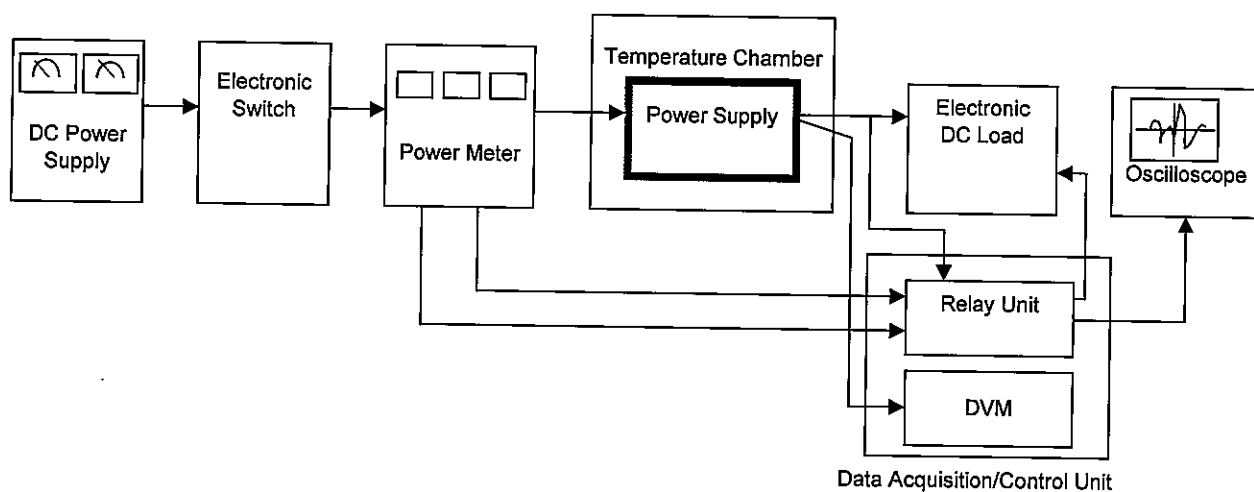 DC Power
Supply
Electronic
Switch
Power Meter
Temperature Chamber
Power Supply
Electronic
DC Load
Oscilloscope
Relay Unit
DVM
Data Acquisition/Control Unit